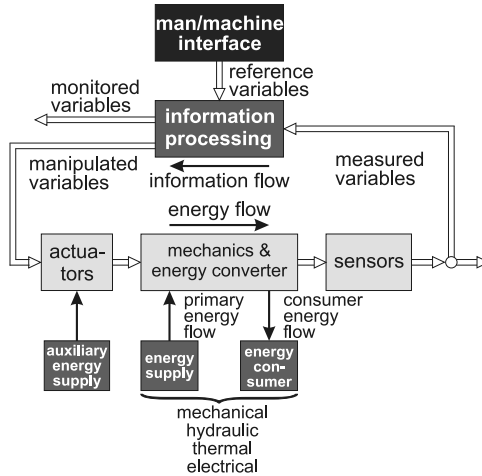 man/machine
interface
monitored
variables
reference
variables
information
processing
manipulated
variables
measured
variables
information flow
energy flow
actua-
tors
mechanics &
energy converter
sensors
primary
energy
flow
consumer
energy
flow
auxiliary
energy
supply
energy
supply
energy
con-
sumer
mechanical
hydraulic
thermal
electrical